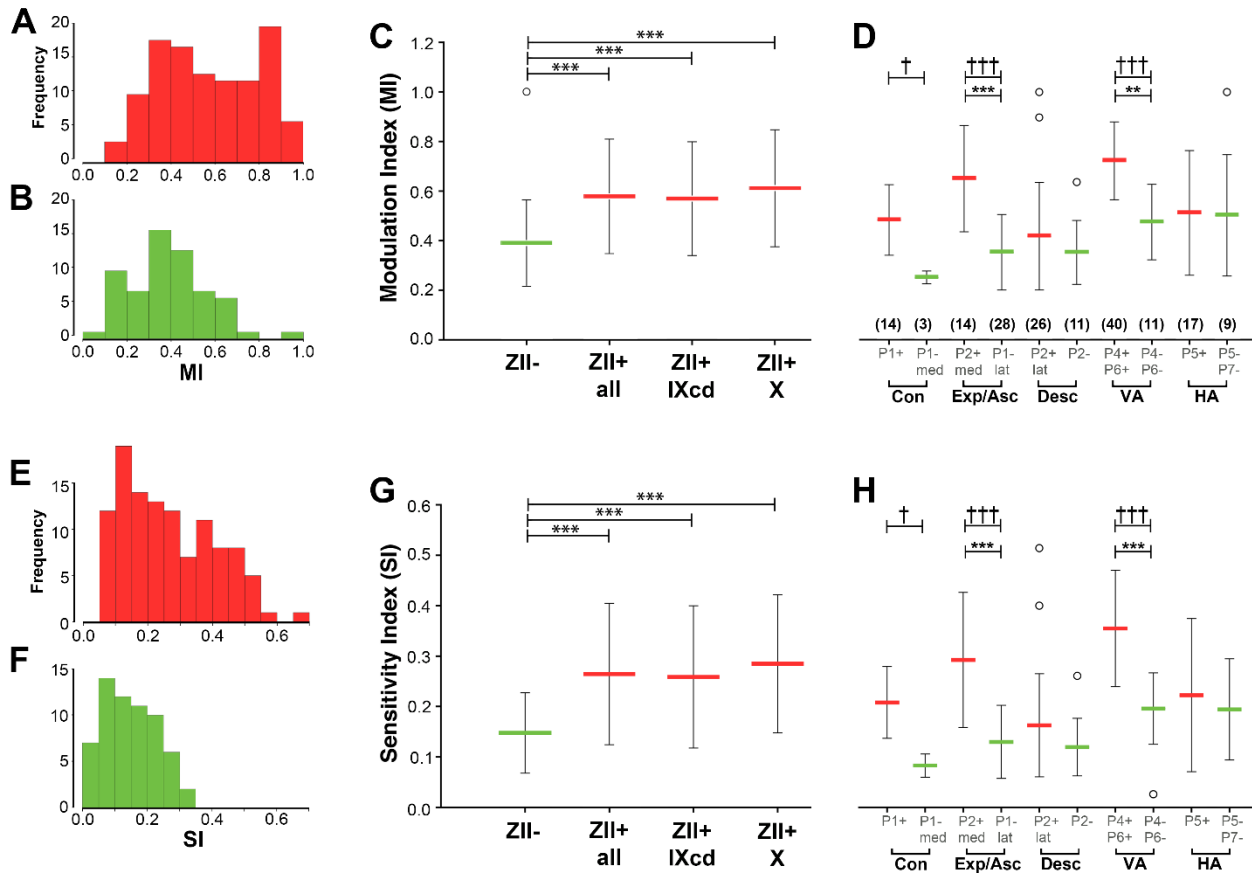 A
Frequency
20
15
10
5
0
0.0 0.2 0.4 0.6 0.8 1.0
B
20
15
10
5
0
0.0 0.2 0.4 0.6 0.8 1.0
MI
C
Modulation Index (MI)
1.2
1.0
0.8
0.6
0.4
0.2
0.0
***
***
***
ZII- ZII+ ZII+ ZII+
all IXcd X
D
† ††† †††
*** **
(14) (3) (14) (28) (26) (11) (40) (11) (17) (9)
P1+ P1- P2+ P1- P2+ P2- P4+ P4- P5+ P5-
med med lat lat P6+ P6- P7-
Con Exp/Asc Desc VA HA
E
Frequency
15
10
5
0
0.0 0.2 0.4 0.6
F
15
10
5
0
0.0 0.2 0.4 0.6
SI
G
Sensitivity Index (SI)
0.6
0.5
0.4
0.3
0.2
0.1
0.0
***
***
***
ZII- ZII+ ZII+ ZII+
all IXcd X
H
† ††† †††
*** ***
P1+ P1- P2+ P1- P2+ P2- P4+ P4- P5+ P5-
med med lat lat P6+ P6- P7-
Con Exp/Asc Desc VA HA